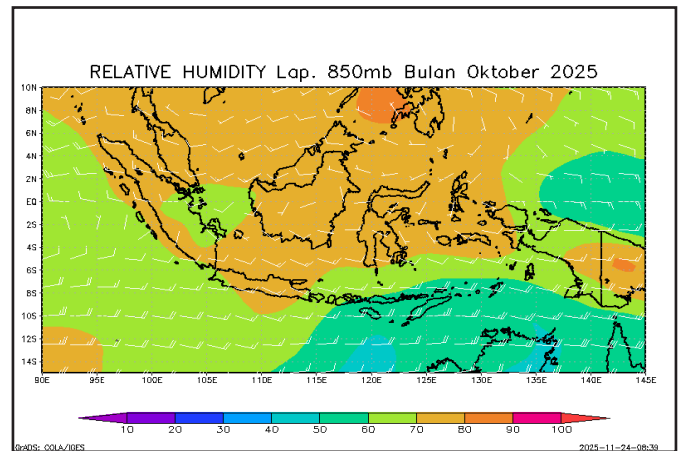 RELATIVE HUMIDITY Lap. 850mb Bulan Oktober 2025
10N
8N
6N
4N
2N
EQ
2S
4S
6S
8S
10S
12S
14S
90E 95E 100E 105E 110E 115E 120E 125E 130E 135E 140E 145E
10 20 30 40 50 60 70 80 90 100
GrADS: COLA/IGES 2025-11-24-08:39